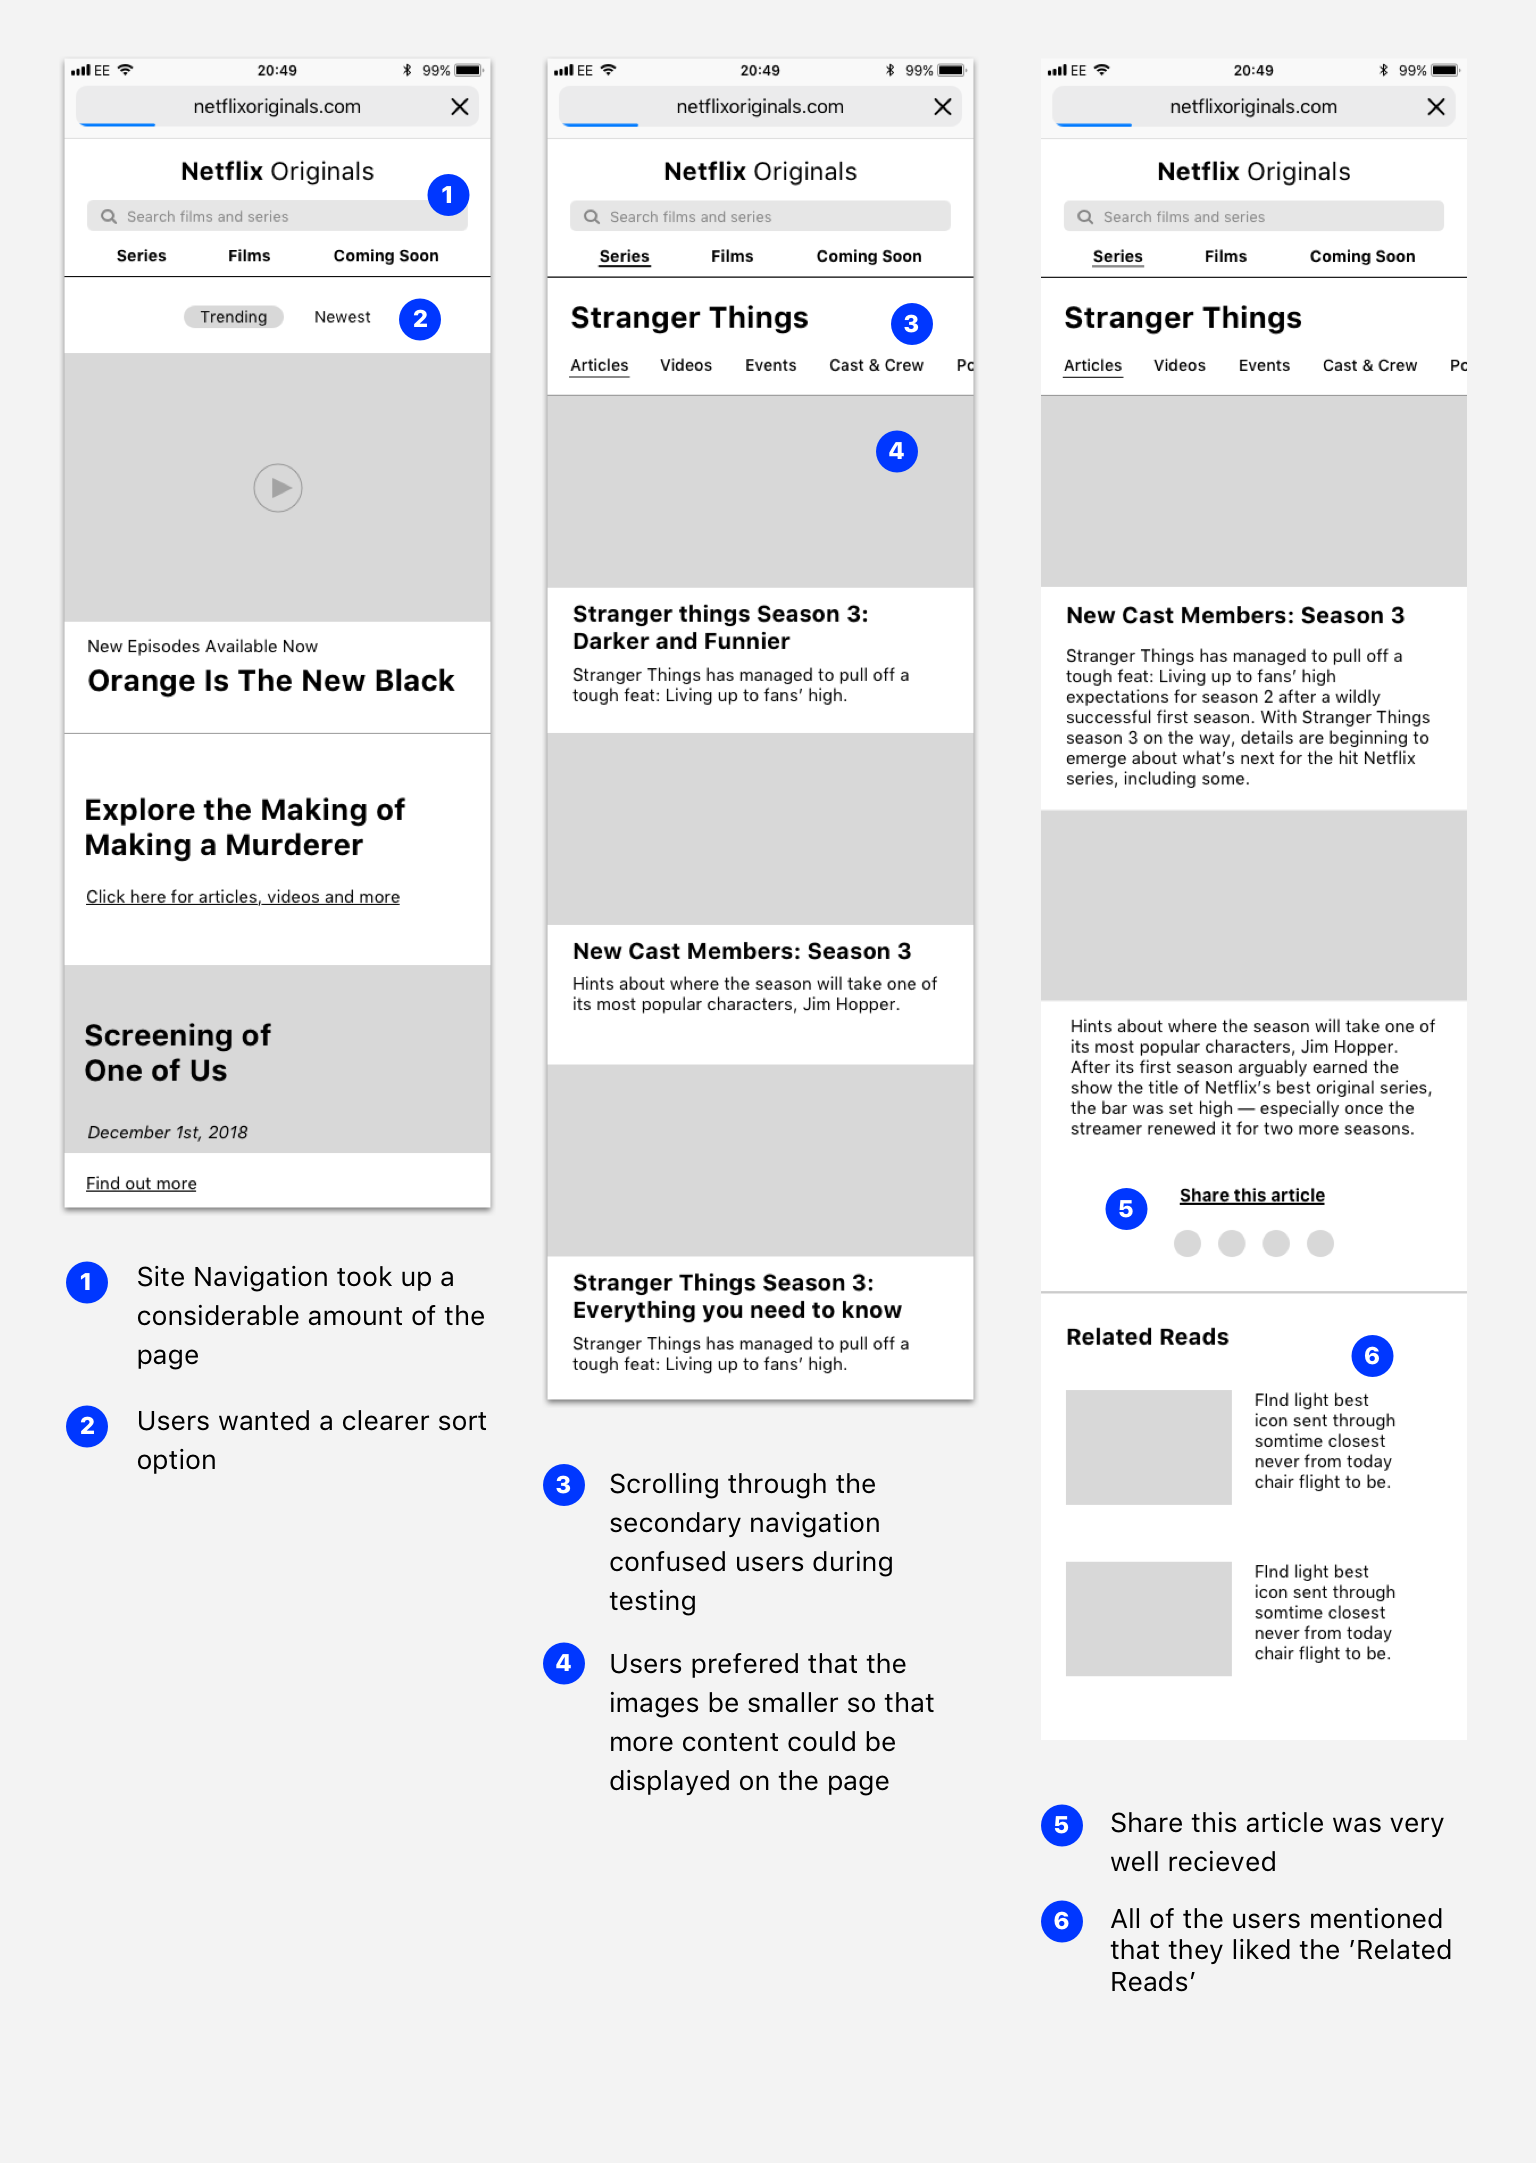 EE 20:49 99%
netflixoriginals.com
Netflix Originals
1
Search films and series
Series Films Coming Soon
Trending Newest 2
New Episodes Available Now
Orange Is The New Black
Explore the Making of
Making a Murderer
Click here for articles, videos and more
Screening of
One of Us
December 1st, 2018
Find out more
1 Site Navigation took up a
considerable amount of the
page
2 Users wanted a clearer sort
option
EE 20:49 99%
netflixoriginals.com
Netflix Originals
Search films and series
Series Films Coming Soon
Stranger Things 3
Articles Videos Events Cast & Crew Po
4
Stranger things Season 3:
Darker and Funnier
Stranger Things has managed to pull off a
tough feat: Living up to fans’ high.
New Cast Members: Season 3
Hints about where the season will take one of
its most popular characters, Jim Hopper.
Stranger Things Season 3:
Everything you need to know
Stranger Things has managed to pull off a
tough feat: Living up to fans’ high.
3 Scrolling through the
secondary navigation
confused users during
testing
4 Users prefered that the
images be smaller so that
more content could be
displayed on the page
EE 20:49 99%
netflixoriginals.com
Netflix Originals
Search films and series
Series Films Coming Soon
Stranger Things
Articles Videos Events Cast & Crew Po
New Cast Members: Season 3
Stranger Things has managed to pull off a
tough feat: Living up to fans’ high
expectations for season 2 after a wildly
successful first season. With Stranger Things
season 3 on the way, details are beginning to
emerge about what’s next for the hit Netflix
series, including some.
Hints about where the season will take one of
its most popular characters, Jim Hopper.
After its first season arguably earned the
show the title of Netflix’s best original series,
the bar was set high — especially once the
streamer renewed it for two more seasons.
5 Share this article
Related Reads
6
FInd light best
icon sent through
somtime closest
never from today
chair flight to be.
FInd light best
icon sent through
somtime closest
never from today
chair flight to be.
5 Share this article was very
well recieved
6 All of the users mentioned
that they liked the ’Related
Reads’